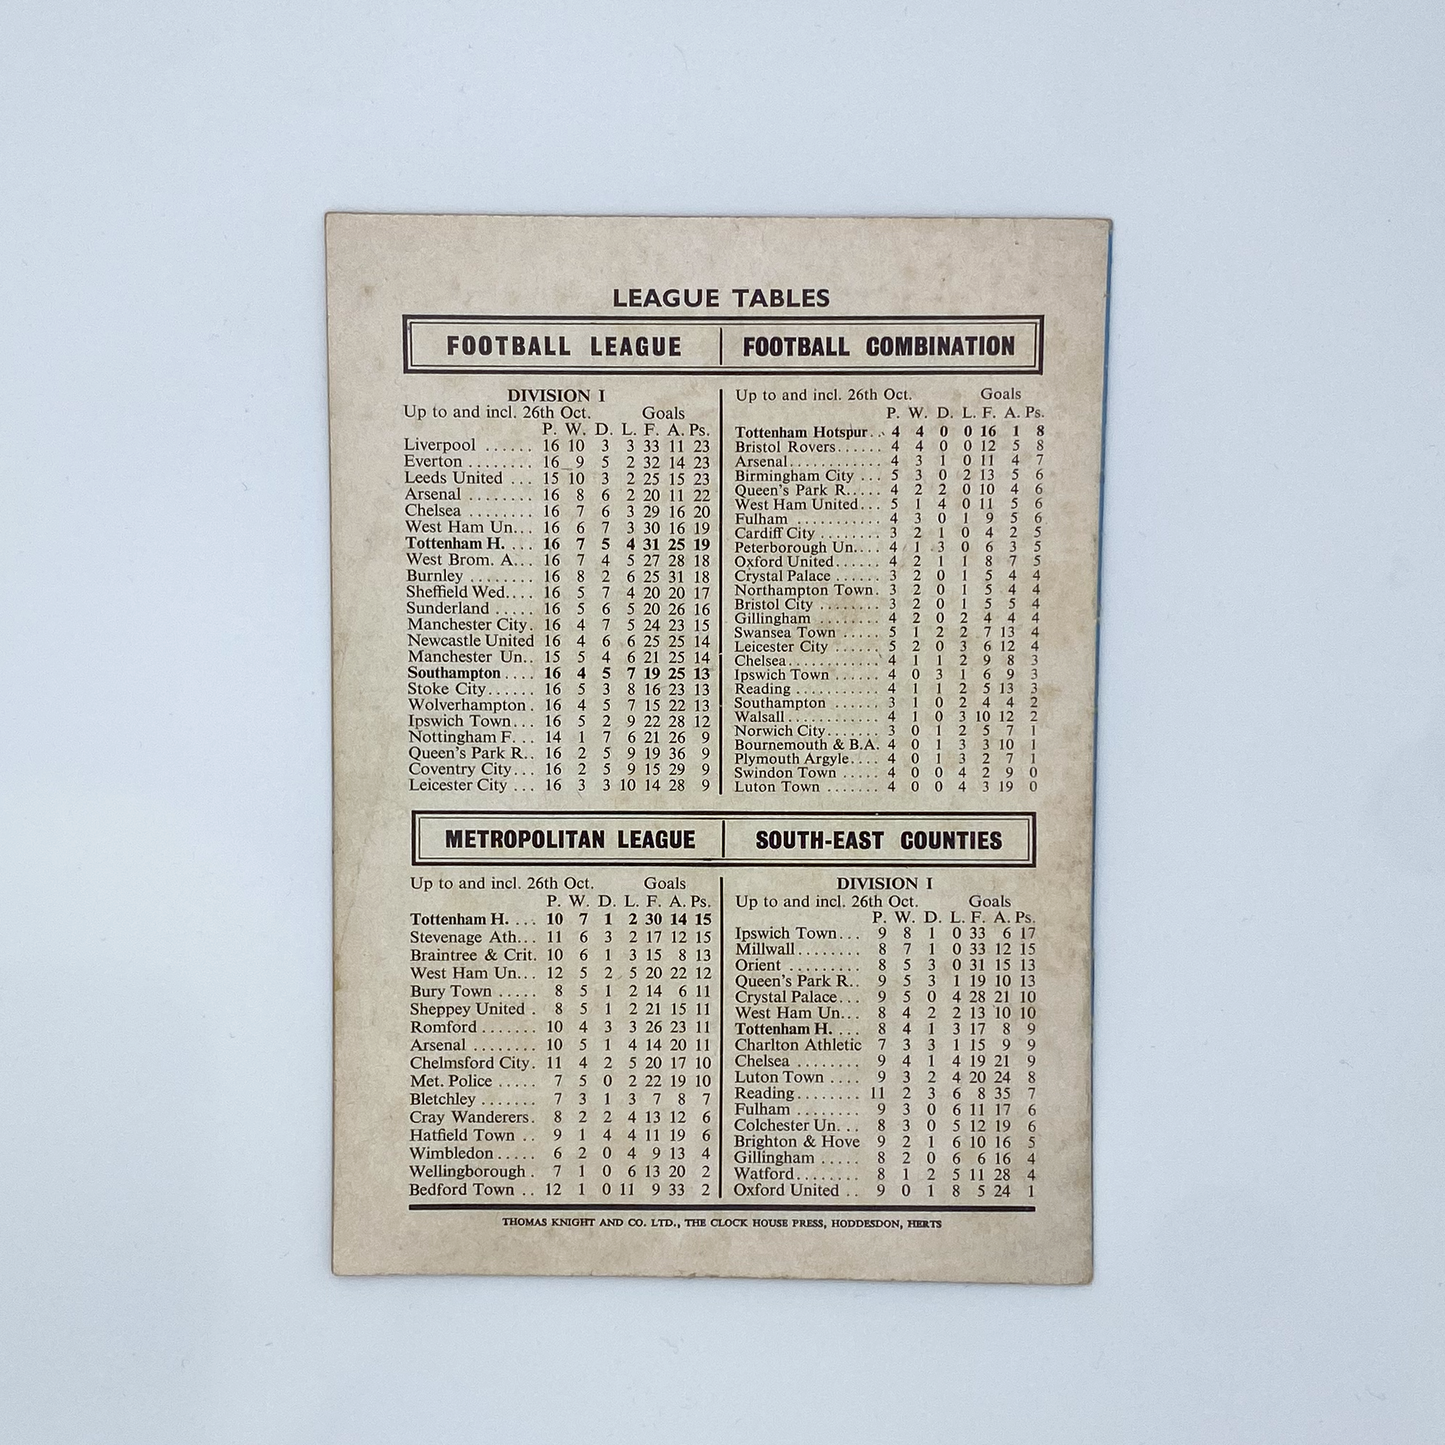 LEAGUE TABLES
FOOTBALL LEAGUE
DIVISION I
Up to and incl. 26th Oct. Goals
P. W. D. L. F. A. Ps.
Liverpool ...... 16 10 3 3 33 11 23
Everton ........ 16 9 5 2 32 14 23
Leeds United ... 15 10 3 2 25 15 23
Arsenal ........ 16 8 6 2 20 11 22
Chelsea ........ 16 7 6 3 29 16 20
West Ham Un... 16 6 7 3 30 16 19
Tottenham H. ... 16 7 5 4 31 25 19
West Brom. A... 16 7 4 5 27 28 18
Burnley ........ 16 8 2 6 25 31 18
Sheffield Wed.... 16 5 7 4 20 20 17
Sunderland ..... 16 5 6 5 20 26 16
Manchester City. 16 4 7 5 24 23 15
Newcastle United 16 4 6 6 25 25 14
Manchester Un.. 15 5 4 6 21 25 14
Southampton .... 16 4 5 7 19 25 13
Stoke City...... 16 5 3 8 16 23 13
Wolverhampton . 16 4 5 7 15 22 13
Ipswich Town... 16 5 2 9 22 28 12
Nottingham F. .. 14 1 7 6 21 26 9
Queen's Park R.. 16 2 5 9 19 36 9
Coventry City... 16 2 5 9 15 29 9
Leicester City ... 16 3 3 10 14 28 9
FOOTBALL COMBINATION
Up to and incl. 26th Oct. Goals
P. W. D. L. F. A. Ps.
Tottenham Hotspur.. 4 4 0 0 16 1 8
Bristol Rovers...... 4 4 0 0 12 5 8
Arsenal............ 4 3 1 0 11 4 7
Birmingham City ... 5 3 0 2 13 5 6
Queen's Park R..... 4 2 2 0 10 4 6
West Ham United... 5 1 4 0 11 5 6
Fulham ........... 4 3 0 1 9 5 6
Cardiff City ....... 3 2 1 0 4 2 5
Peterborough Un.... 4 1 3 0 6 3 5
Oxford United...... 4 2 1 1 8 7 5
Crystal Palace ...... 3 2 0 1 5 4 4
Northampton Town. 3 2 0 1 5 4 4
Bristol City ........ 3 2 0 1 5 5 4
Gillingham ........ 4 2 0 2 4 4 4
Swansea Town ..... 5 1 2 2 7 13 4
Leicester City ...... 5 2 0 3 6 12 4
Chelsea............ 4 1 1 2 9 8 3
Ipswich Town ...... 4 0 3 1 6 9 3
Reading ........... 4 1 1 2 5 13 3
Southampton ...... 3 1 0 2 4 4 2
Walsall............ 4 1 0 3 10 12 2
Norwich City....... 3 0 1 2 5 7 1
Bournemouth & B.A. 4 0 1 3 3 10 1
Plymouth Argyle.... 4 0 1 3 2 7 1
Swindon Town ..... 4 0 0 4 2 9 0
Luton Town ....... 4 0 0 4 3 19 0
METROPOLITAN LEAGUE
Up to and incl. 26th Oct. Goals
P. W. D. L. F. A. Ps.
Tottenham H. ... 10 7 1 2 30 14 15
Stevenage Ath... 11 6 3 2 17 12 15
Braintree & Crit. 10 6 1 3 15 8 13
West Ham Un... 12 5 2 5 20 22 12
Bury Town ..... 8 5 1 2 14 6 11
Sheppey United . 8 5 1 2 21 15 11
Romford ....... 10 4 3 3 26 23 11
Arsenal ........ 10 5 1 4 14 20 11
Chelmsford City. 11 4 2 5 20 17 10
Met. Police ..... 7 5 0 2 22 19 10
Bletchley ....... 7 3 1 3 7 8 7
Cray Wanderers. 8 2 2 4 13 12 6
Hatfield Town .. 9 1 4 4 11 19 6
Wimbledon..... 6 2 0 4 9 13 4
Wellingborough . 7 1 0 6 13 20 2
Bedford Town .. 12 1 0 11 9 33 2
SOUTH-EAST COUNTIES
DIVISION I
Up to and incl. 26th Oct. Goals
P. W. D. L. F. A. Ps.
Ipswich Town... 9 8 1 0 33 6 17
Millwall........ 8 7 1 0 33 12 15
Orient ......... 8 5 3 0 31 15 13
Queen's Park R.. 9 5 3 1 19 10 13
Crystal Palace... 9 5 0 4 28 21 10
West Ham Un... 8 4 2 2 13 10 10
Tottenham H. ... 8 4 1 3 17 8 9
Charlton Athletic 7 3 3 1 15 9 9
Chelsea ........ 9 4 1 4 19 21 9
Luton Town .... 9 3 2 4 20 24 8
Reading........ 11 2 3 6 8 35 7
Fulham ........ 9 3 0 6 11 17 6
Colchester Un. .. 8 3 0 5 12 19 6
Brighton & Hove 9 2 1 6 10 16 5
Gillingham ..... 8 2 0 6 6 16 4
Watford........ 8 1 2 5 11 28 4
Oxford United .. 9 0 1 8 5 24 1
THOMAS KNIGHT AND CO. LTD., THE CLOCK HOUSE PRESS, HODDESDON, HERTS